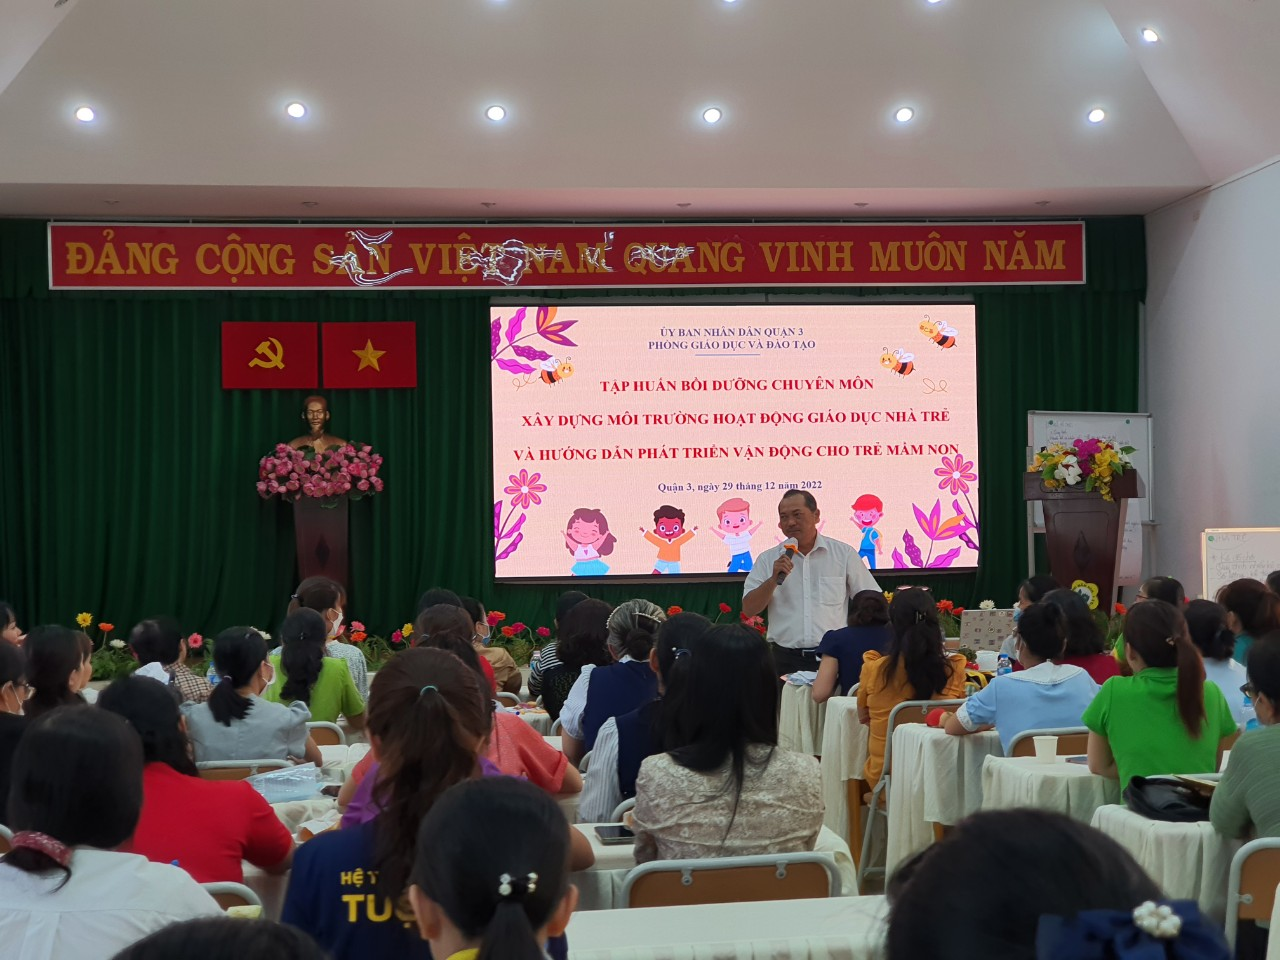 ĐẢNG CỘNG SẢN VIỆT NAM QUANG VINH MUÔN NĂM
ỦY BAN NHÂN DÂN QUẬN 3
PHÒNG GIÁO DỤC VÀ ĐÀO TẠO
TẬP HUẤN BỒI DƯỠNG CHUYÊN MÔN
XÂY DỰNG MÔI TRƯỜNG HOẠT ĐỘNG GIÁO DỤC NHÀ TRẺ
VÀ HƯỚNG DẪN PHÁT TRIỂN VẬN ĐỘNG CHO TRẺ MẦM NON
Quận 3, ngày 29 tháng 12 năm 2022
HỆ